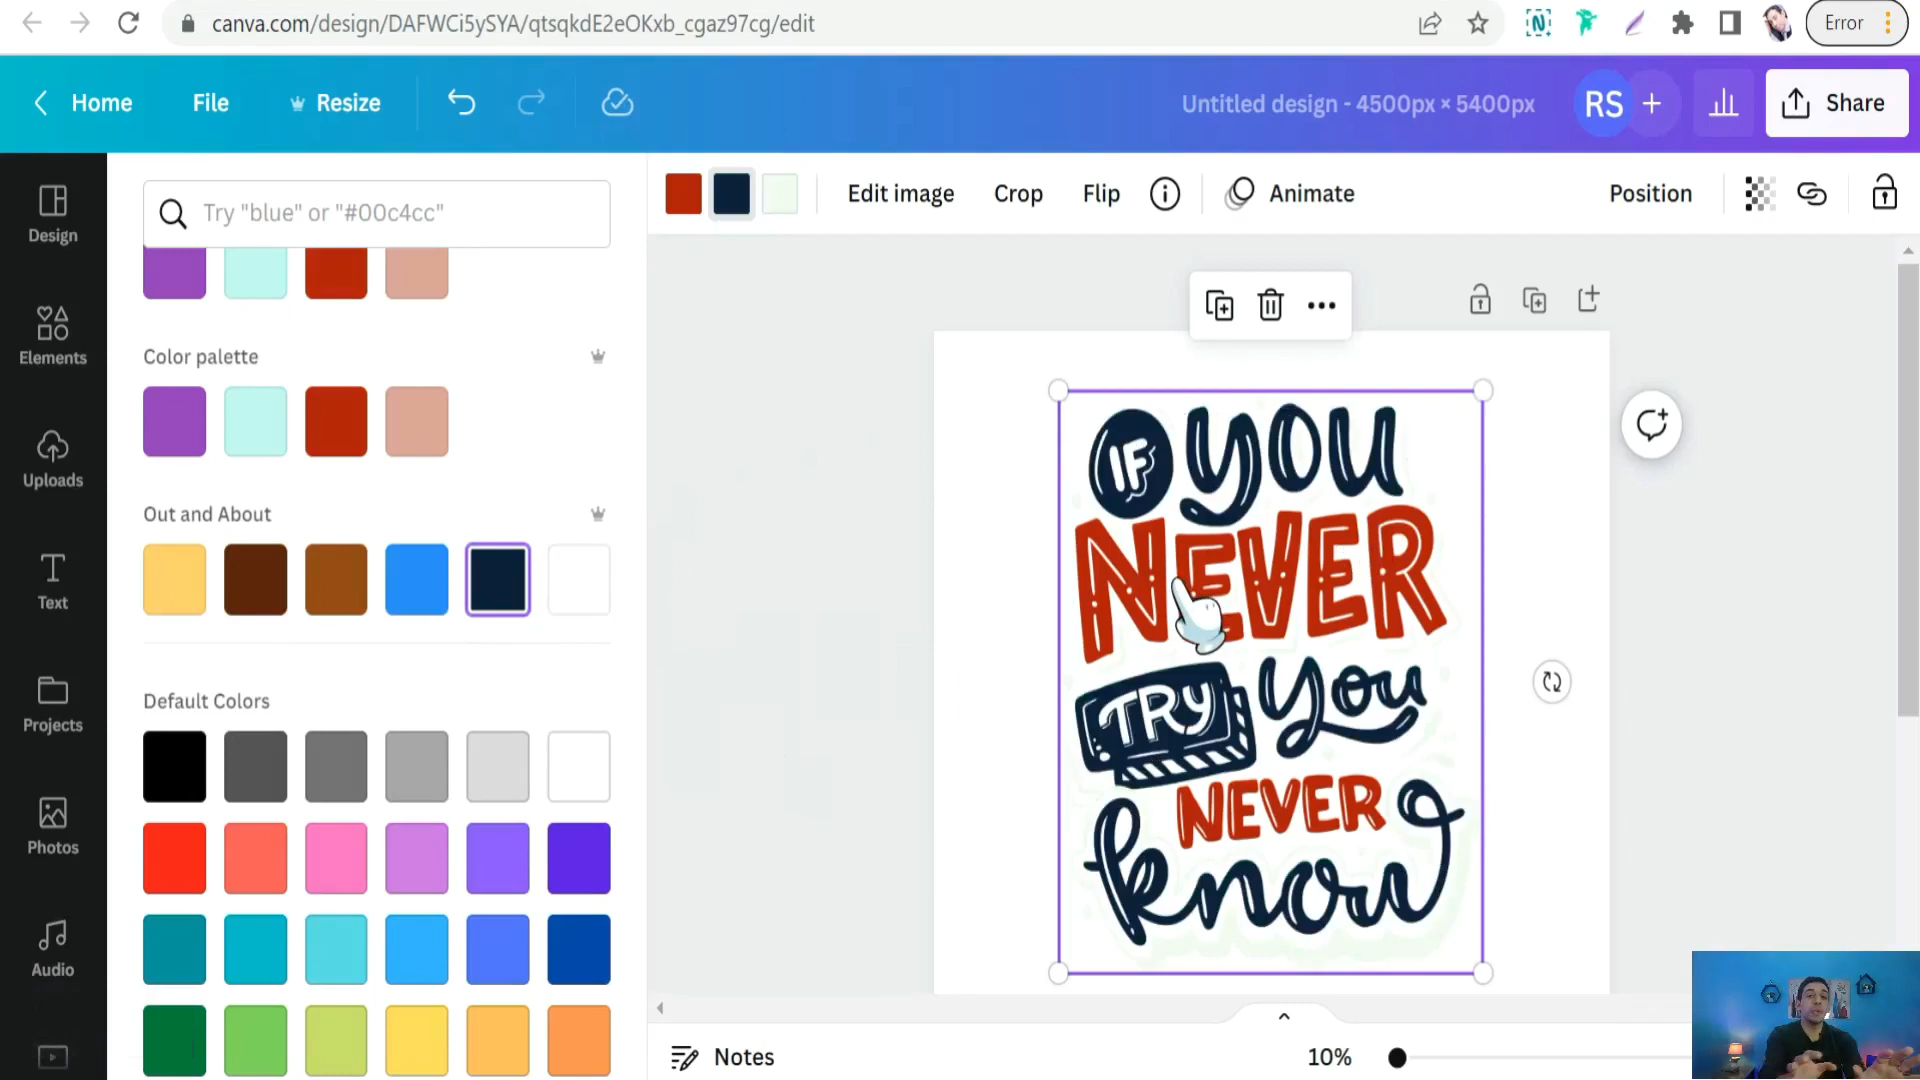 canva.com/design/DAFWCi5ySYA/qtsqkdE2eOKxb_cgaz97cg/edit
Error
Home
File
Resize
Untitled design - 4500px × 5400px
RS
Share
Design
Elements
Uploads
Text
Projects
Photos
Audio
Try "blue" or "#00c4cc"
Color palette
Out and About
Default Colors
Edit image
Crop
Flip
Animate
Position
IF you
NEVER
TRY you
NEVER
know
Notes
10%